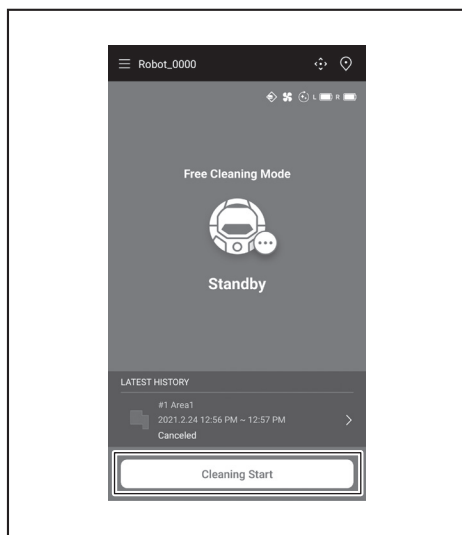 Robot_0000
L R
Free Cleaning Mode
Standby
LATEST HISTORY
#1 Area1
2021.2.24 12:56 PM ~ 12:57 PM
Canceled
Cleaning Start